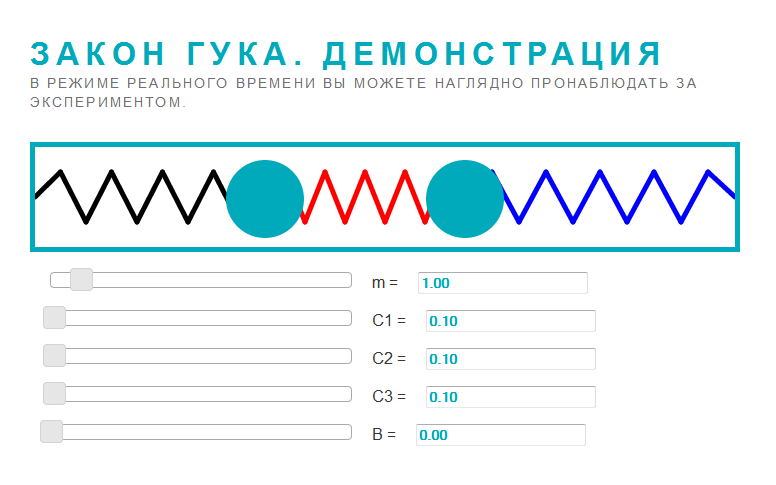 ЗАКОН ГУКА. ДЕМОНСТРАЦИЯ
В РЕЖИМЕ РЕАЛЬНОГО ВРЕМЕНИ ВЫ МОЖЕТЕ НАГЛЯДНО ПРОНАБЛЮДАТЬ ЗА
ЭКСПЕРИМЕНТОМ.
m = 1.00
C1 = 0.10
C2 = 0.10
C3 = 0.10
B = 0.00